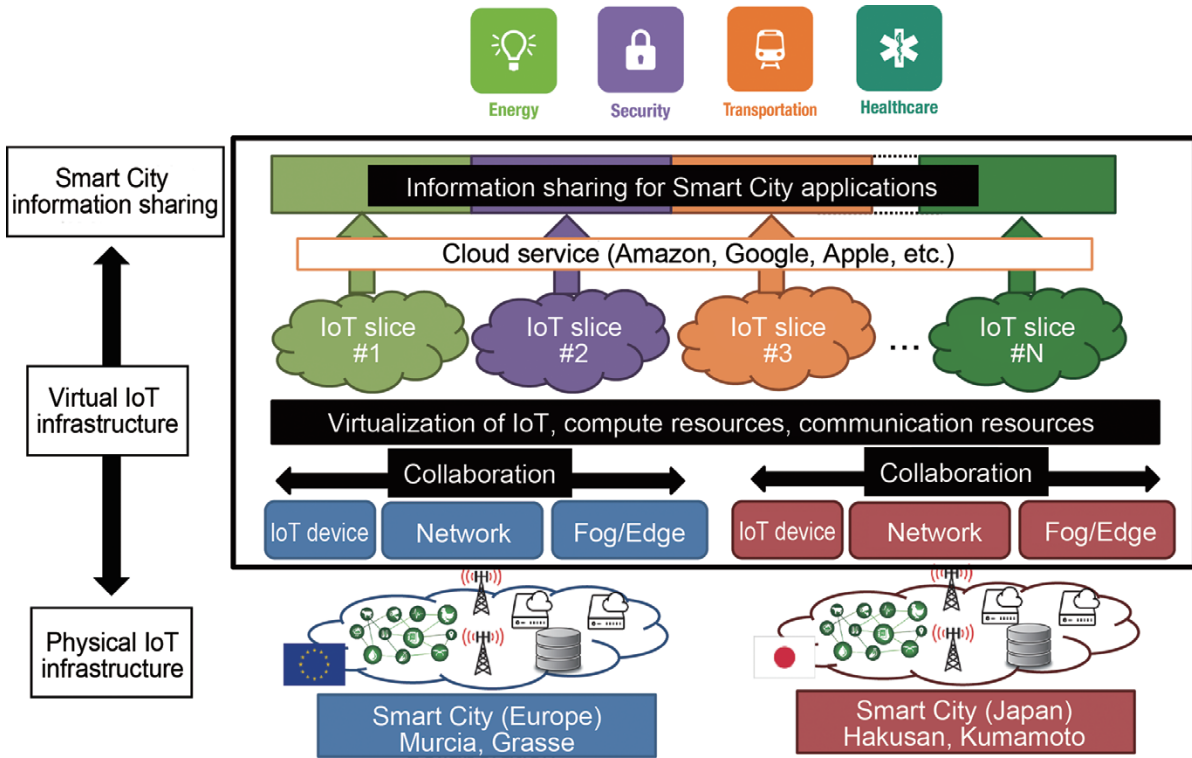 Energy
Security
Transportation
Healthcare
Smart City
information sharing
Information sharing for Smart City applications
Cloud service (Amazon, Google, Apple, etc.)
IoT slice
#1
IoT slice
#2
IoT slice
#3
...
IoT slice
#N
Virtual IoT
infrastructure
Virtualization of IoT, compute resources, communication resources
Collaboration
Collaboration
IoT device
Network
Fog/Edge
IoT device
Network
Fog/Edge
Physical IoT
infrastructure
Smart City (Europe)
Murcia, Grasse
Smart City (Japan)
Hakusan, Kumamoto